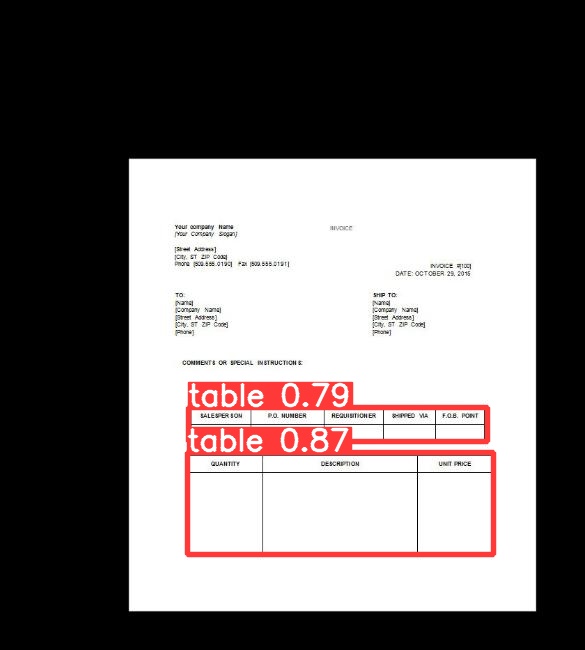 Your company Name
[Your Company Slogan]
INVOICE
[Street Address]
[City, ST ZIP Code]
Phone [509.555.0190] Fax [509.555.0191]
INVOICE #[100]
DATE: OCTOBER 29, 2015
TO:
[Name]
[Company Name]
[Street Address]
[City, ST ZIP Code]
[Phone]
SHIP TO:
[Name]
[Company Name]
[Street Address]
[City, ST ZIP Code]
[Phone]
COMMENTS OR SPECIAL INSTRUCTIONS:
table 0.79
SALESPERSON P.O. NUMBER REQUISITIONER SHIPPED VIA F.O.B. POINT
table 0.87
QUANTITY DESCRIPTION UNIT PRICE